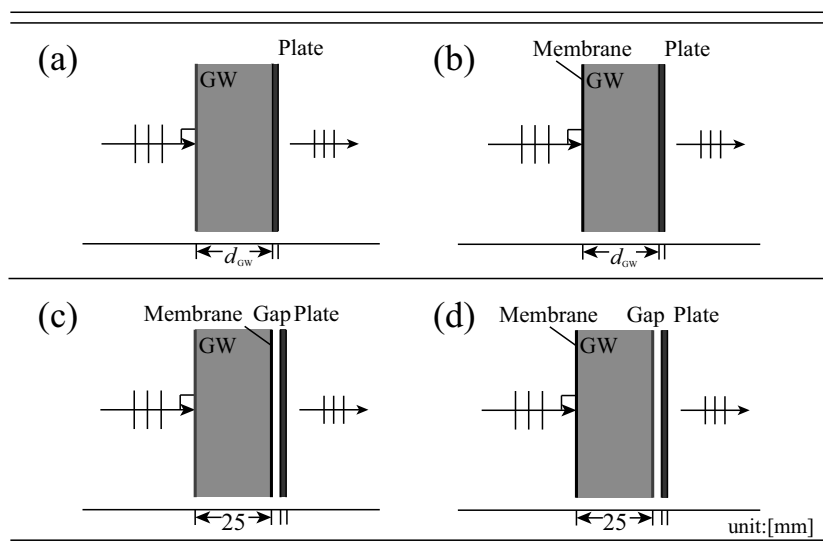 (a)
Plate
GW
d_GW
(b)
Membrane
Plate
GW
d_GW
(c)
Membrane Gap Plate
GW
25
(d)
Membrane Gap Plate
GW
25
unit:[mm]